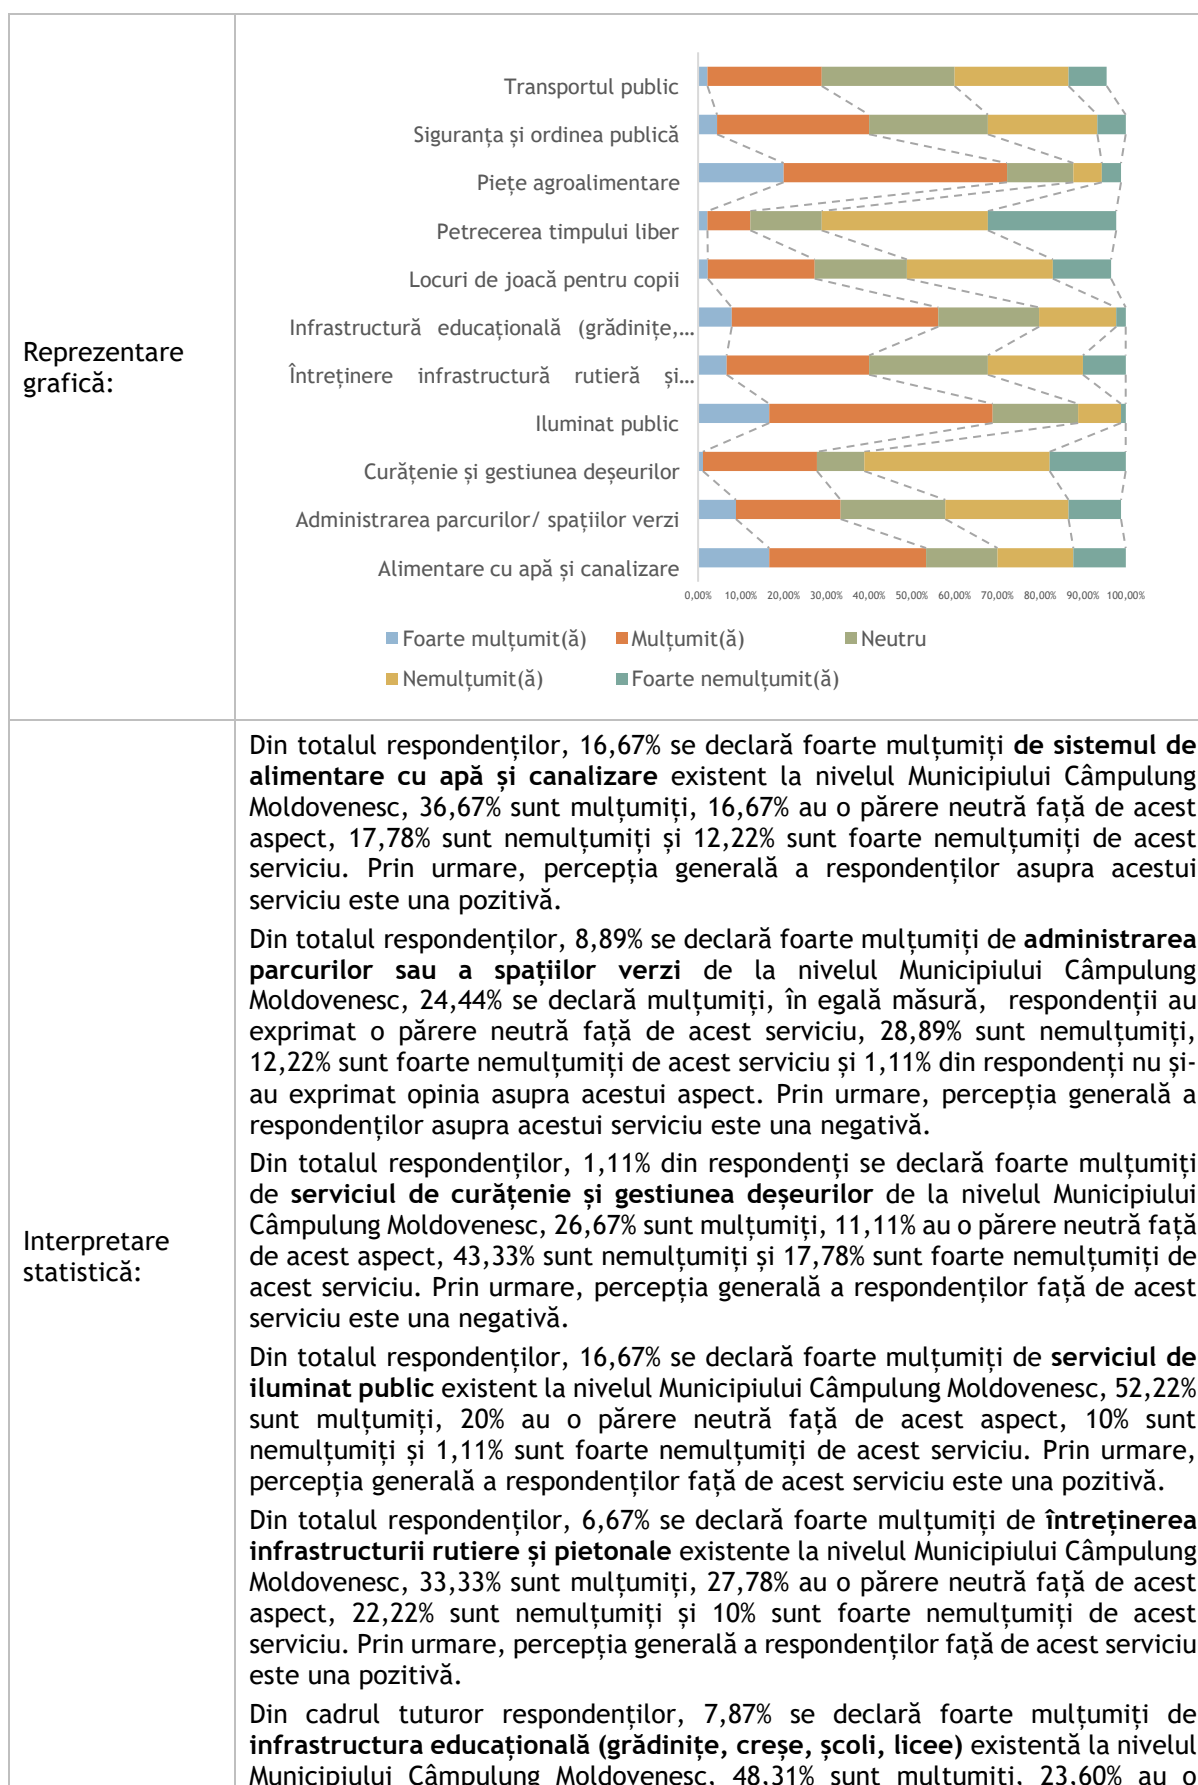 Reprezentare
grafică:
Transportul public
Siguranța și ordinea publică
Piețe agroalimentare
Petrecerea timpului liber
Locuri de joacă pentru copii
Infrastructură educațională (grădinițe,…
Întreținere infrastructură rutieră și…
Iluminat public
Curățenie și gestiunea deșeurilor
Administrarea parcurilor/ spațiilor verzi
Alimentare cu apă și canalizare
0,00% 10,00% 20,00% 30,00% 40,00% 50,00% 60,00% 70,00% 80,00% 90,00% 100,00%
Foarte mulțumit(ă) Mulțumit(ă) Neutru
Nemulțumit(ă) Foarte nemulțumit(ă)
Interpretare
statistică:
Din totalul respondenților, 16,67% se declară foarte mulțumiți de sistemul de
alimentare cu apă și canalizare existent la nivelul Municipiului Câmpulung
Moldovenesc, 36,67% sunt mulțumiți, 16,67% au o părere neutră față de acest
aspect, 17,78% sunt nemulțumiți și 12,22% sunt foarte nemulțumiți de acest
serviciu. Prin urmare, percepția generală a respondenților asupra acestui
serviciu este una pozitivă.
Din totalul respondenților, 8,89% se declară foarte mulțumiți de administrarea
parcurilor sau a spațiilor verzi de la nivelul Municipiului Câmpulung
Moldovenesc, 24,44% se declară mulțumiți, în egală măsură, respondenții au
exprimat o părere neutră față de acest serviciu, 28,89% sunt nemulțumiți,
12,22% sunt foarte nemulțumiți de acest serviciu și 1,11% din respondenți nu și-
au exprimat opinia asupra acestui aspect. Prin urmare, percepția generală a
respondenților asupra acestui serviciu este una negativă.
Din totalul respondenților, 1,11% din respondenți se declară foarte mulțumiți
de serviciul de curățenie și gestiunea deșeurilor de la nivelul Municipiului
Câmpulung Moldovenesc, 26,67% sunt mulțumiți, 11,11% au o părere neutră față
de acest aspect, 43,33% sunt nemulțumiți și 17,78% sunt foarte nemulțumiți de
acest serviciu. Prin urmare, percepția generală a respondenților față de acest
serviciu este una negativă.
Din totalul respondenților, 16,67% se declară foarte mulțumiți de serviciul de
iluminat public existent la nivelul Municipiului Câmpulung Moldovenesc, 52,22%
sunt mulțumiți, 20% au o părere neutră față de acest aspect, 10% sunt
nemulțumiți și 1,11% sunt foarte nemulțumiți de acest serviciu. Prin urmare,
percepția generală a respondenților față de acest serviciu este una pozitivă.
Din totalul respondenților, 6,67% se declară foarte mulțumiți de întreținerea
infrastructurii rutiere și pietonale existente la nivelul Municipiului Câmpulung
Moldovenesc, 33,33% sunt mulțumiți, 27,78% au o părere neutră față de acest
aspect, 22,22% sunt nemulțumiți și 10% sunt foarte nemulțumiți de acest
serviciu. Prin urmare, percepția generală a respondenților față de acest serviciu
este una pozitivă.
Din cadrul tuturor respondenților, 7,87% se declară foarte mulțumiți de
infrastructura educațională (grădinițe, creșe, școli, licee) existentă la nivelul
Municipiului Câmpulung Moldovenesc, 48,31% sunt mulțumiți, 23,60% au o